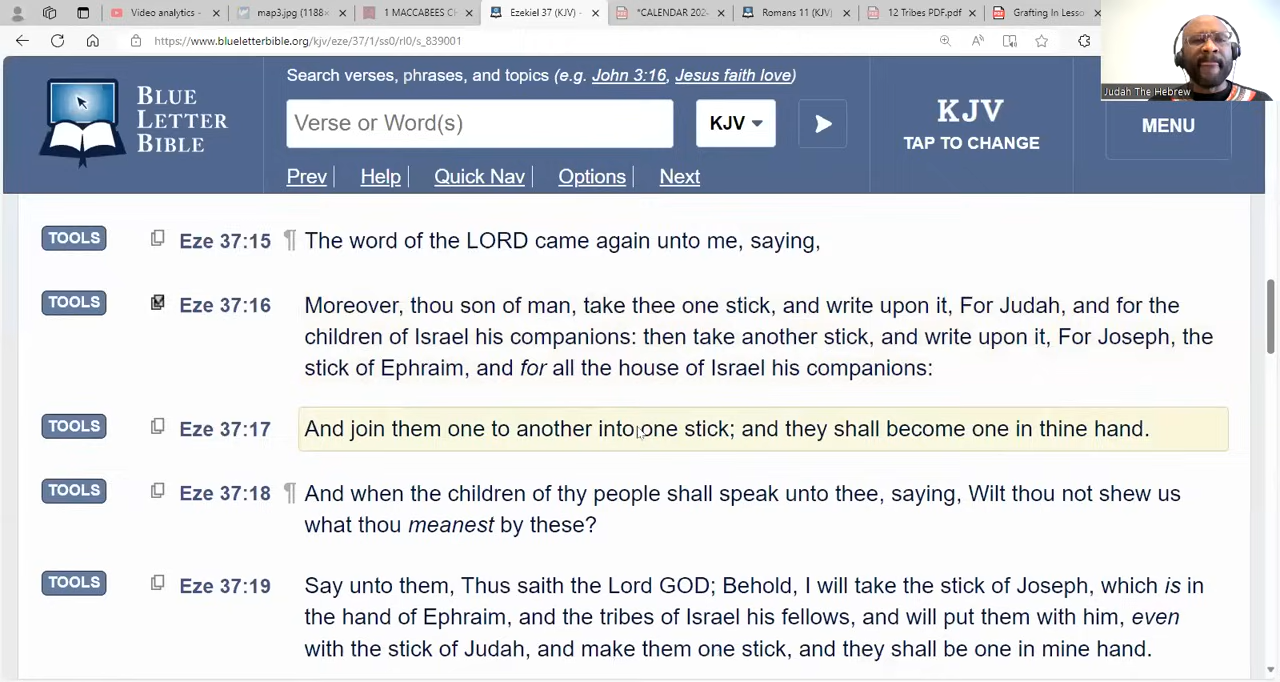 Video analytics -
map3.jpg (1188×
1 MACCABEES CH
Ezekiel 37 (KJV) -
*CALENDAR 202
Romans 11 (KJV)
12 Tribes PDF.pdf
Grafting In Lesso
https://www.blueletterbible.org/kjv/eze/37/1/ss0/rl0/s_839001
Judah The Hebrew
BLUE
LETTER
BIBLE
Search verses, phrases, and topics (e.g. John 3:16, Jesus faith love)
Verse or Word(s)
KJV
KJV
TAP TO CHANGE
MENU
Prev | Help | Quick Nav | Options | Next
TOOLS Eze 37:15 ¶ The word of the LORD came again unto me, saying,
TOOLS Eze 37:16 Moreover, thou son of man, take thee one stick, and write upon it, For Judah, and for the
children of Israel his companions: then take another stick, and write upon it, For Joseph, the
stick of Ephraim, and for all the house of Israel his companions:
TOOLS Eze 37:17 And join them one to another into one stick; and they shall become one in thine hand.
TOOLS Eze 37:18 ¶ And when the children of thy people shall speak unto thee, saying, Wilt thou not shew us
what thou meanest by these?
TOOLS Eze 37:19 Say unto them, Thus saith the Lord GOD; Behold, I will take the stick of Joseph, which is in
the hand of Ephraim, and the tribes of Israel his fellows, and will put them with him, even
with the stick of Judah, and make them one stick, and they shall be one in mine hand.